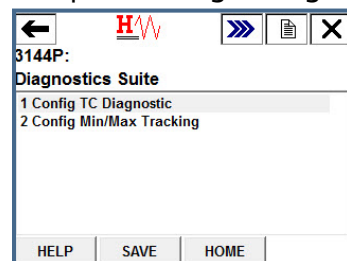 H
3144P:
Diagnostics Suite
1 Config TC Diagnostic
2 Config Min/Max Tracking
HELP SAVE HOME